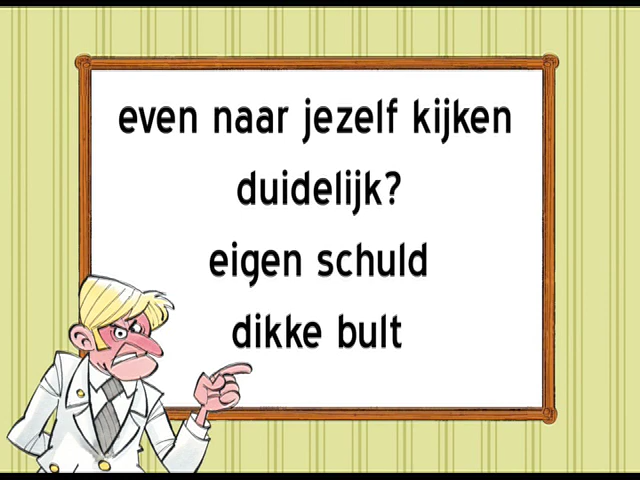 even naar jezelf kijken
duidelijk?
eigen schuld
dikke bult